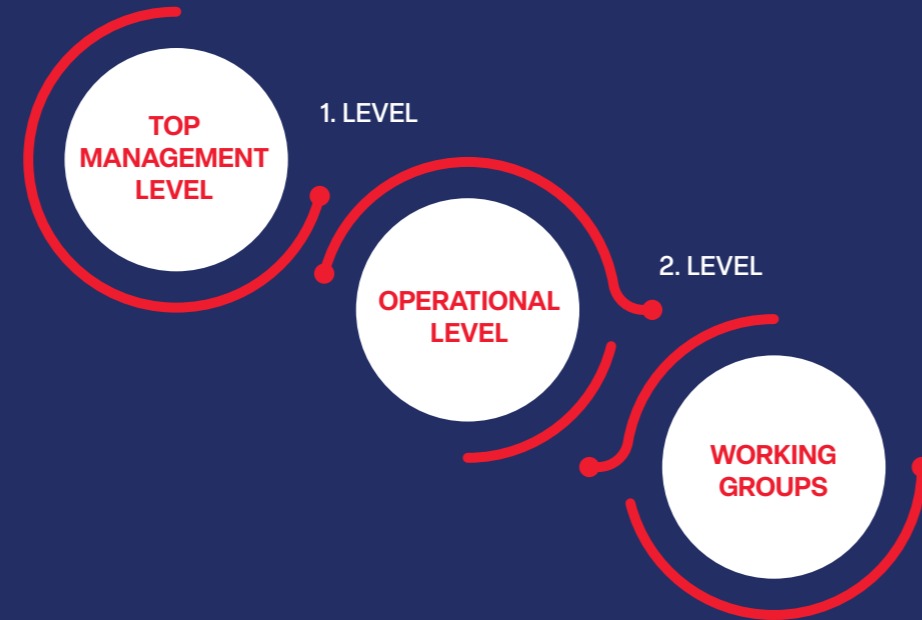 TOP
MANAGEMENT
LEVEL
1. LEVEL
OPERATIONAL
LEVEL
2. LEVEL
WORKING
GROUPS